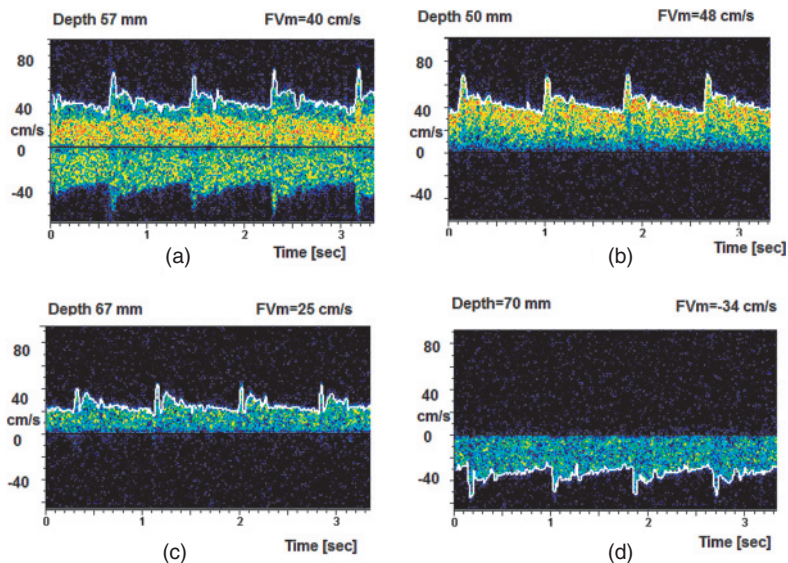 Depth 57 mm FVm=40 cm/s
80
40
cm/s
0
-40
0 1 2 3
Time [sec]
(a)
Depth 50 mm FVm=48 cm/s
80
40
cm/s
0
-40
0 1 2 3
Time [sec]
(b)
Depth 67 mm FVm=25 cm/s
80
40
cm/s
0
-40
0 1 2 3
Time [sec]
(c)
Depth=70 mm FVm=-34 cm/s
80
40
cm/s
0
-40
0 1 2 3
Time [sec]
(d)